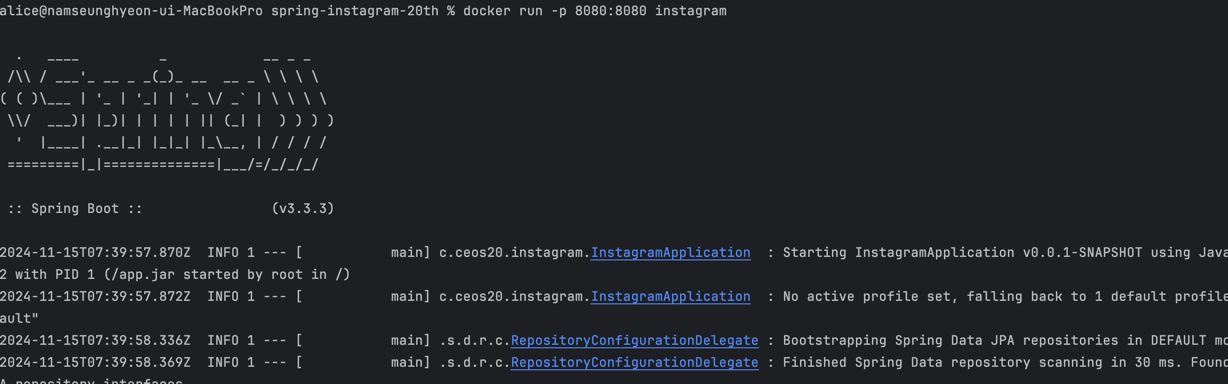 alice@namseunghyeon-ui-MacBookPro spring-instagram-20th % docker run -p 8080:8080 instagram
  .   ____          _            __ _ _
 /\\ / ___'_ __ _ _(_)_ __  __ _ \ \ \ \
( ( )\___ | '_ | '_| | '_ \/ _` | \ \ \ \
 \\/  ___)| |_)| | | | | || (_| |  ) ) ) )
  '  |____| .__|_| |_|_| |_\__, | / / / /
 =========|_|==============|___/=/_/_/_/
 :: Spring Boot ::                (v3.3.3)
2024-11-15T07:39:57.870Z  INFO 1 --- [           main] c.ceos20.instagram.InstagramApplication  : Starting InstagramApplication v0.0.1-SNAPSHOT using Java
2 with PID 1 (/app.jar started by root in /)
2024-11-15T07:39:57.872Z  INFO 1 --- [           main] c.ceos20.instagram.InstagramApplication  : No active profile set, falling back to 1 default profile
ault"
2024-11-15T07:39:58.336Z  INFO 1 --- [           main] .s.d.r.c.RepositoryConfigurationDelegate : Bootstrapping Spring Data JPA repositories in DEFAULT mo
2024-11-15T07:39:58.369Z  INFO 1 --- [           main] .s.d.r.c.RepositoryConfigurationDelegate : Finished Spring Data repository scanning in 30 ms. Found
A repository interfaces.